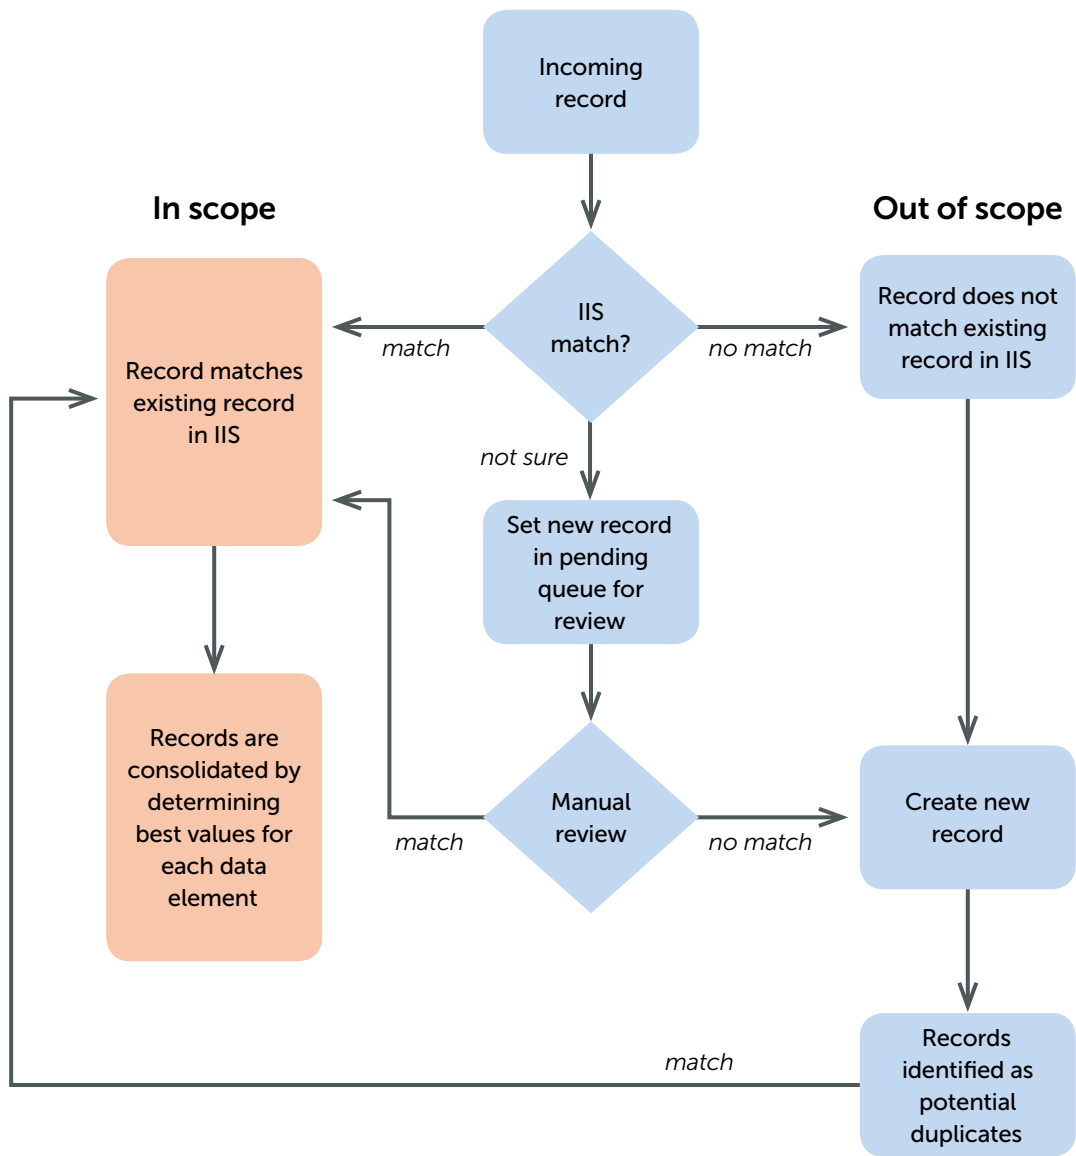 Incoming
record
In scope
Out of scope
IIS
match?
match
no match
Record does not
match existing
record in IIS
Record matches
existing record
in IIS
not sure
Set new record
in pending
queue for
review
Records are
consolidated by
determining
best values for
each data
element
Manual
review
match
no match
Create new
record
match
Records
identified as
potential
duplicates